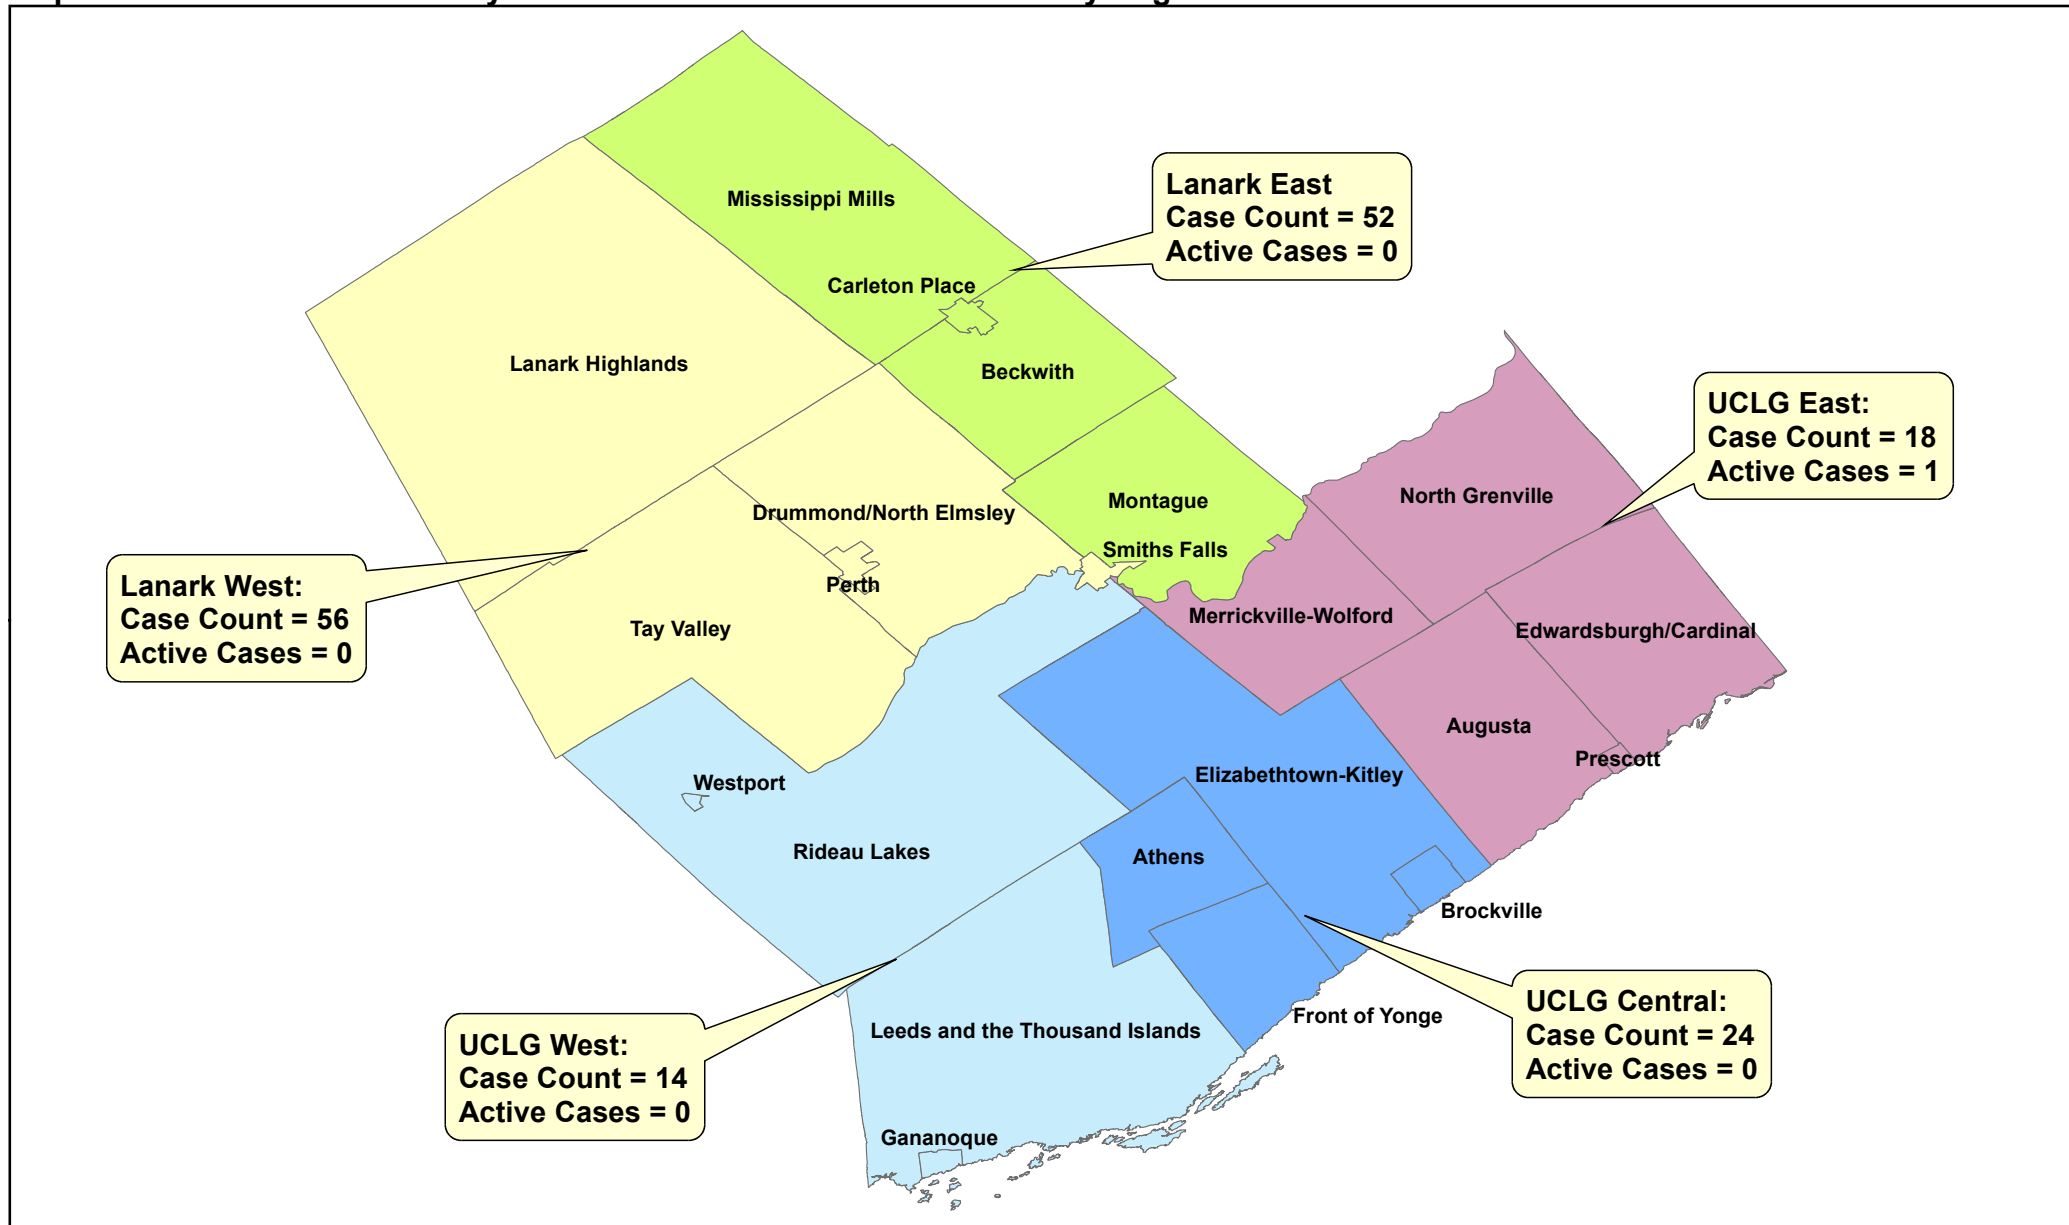 Mississippi Mills
Lanark East
Case Count = 52
Active Cases = 0
Carleton Place
Lanark Highlands
Beckwith
UCLG East:
Case Count = 18
Active Cases = 1
North Grenville
Montague
Drummond/North Elmsley
Smiths Falls
Lanark West:
Case Count = 56
Active Cases = 0
Perth
Tay Valley
Merrickville-Wolford
Edwardsburgh/Cardinal
Augusta
Prescott
Elizabethtown-Kitley
Westport
Rideau Lakes
Athens
Brockville
UCLG Central:
Case Count = 24
Active Cases = 0
Front of Yonge
Leeds and the Thousand Islands
UCLG West:
Case Count = 14
Active Cases = 0
Gananoque